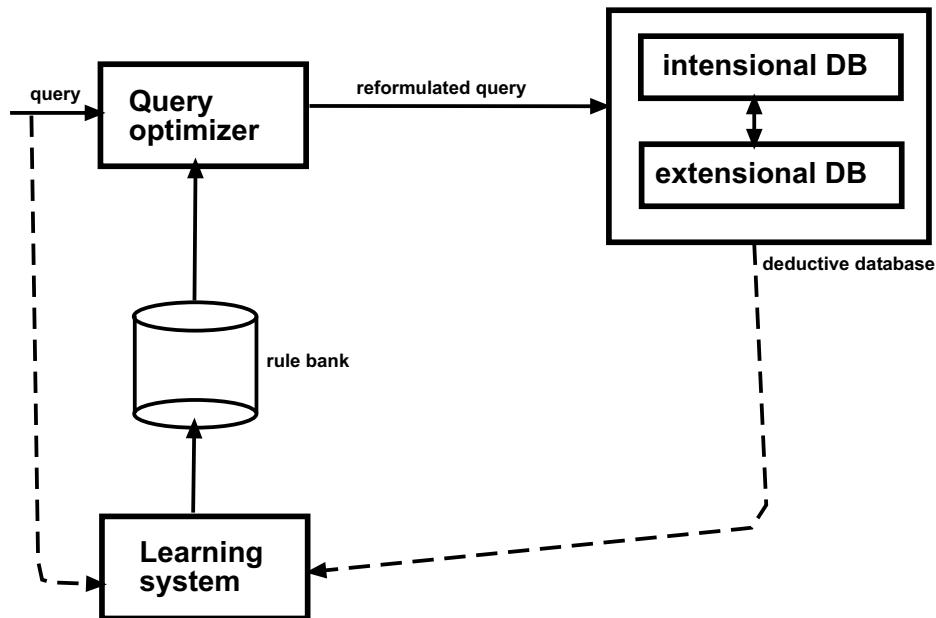 query
Query
optimizer
reformulated query
intensional DB
extensional DB
deductive database
rule bank
Learning
system